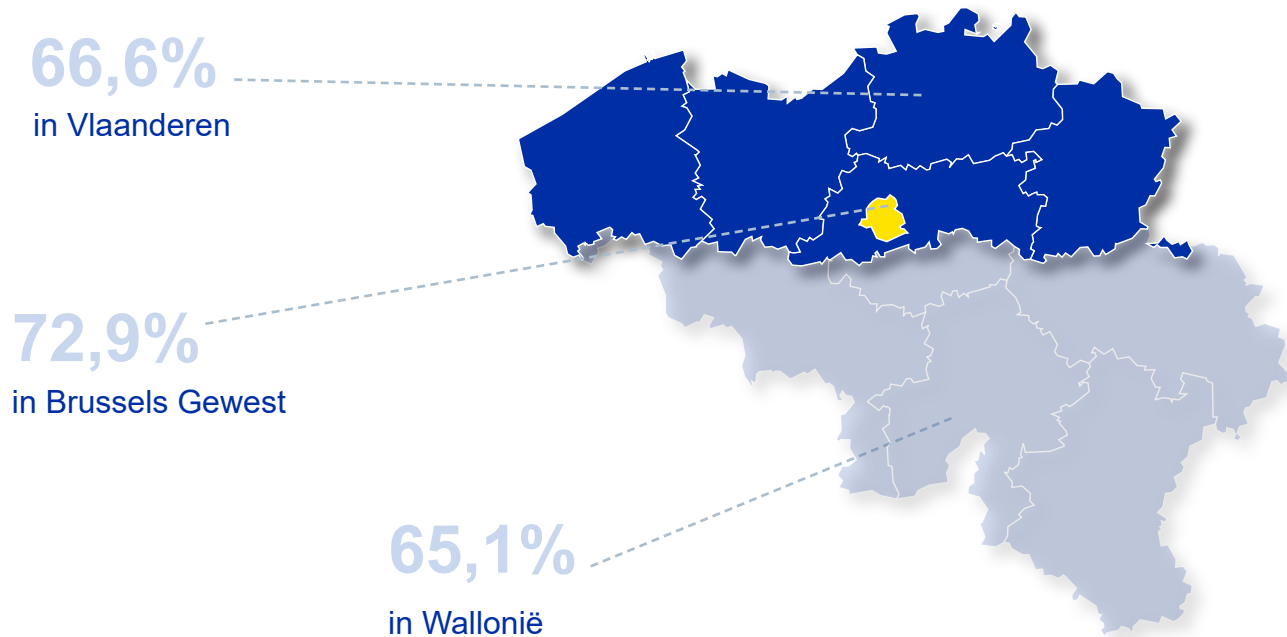 66,6%
in Vlaanderen
72,9%
in Brussels Gewest
65,1%
in Wallonië